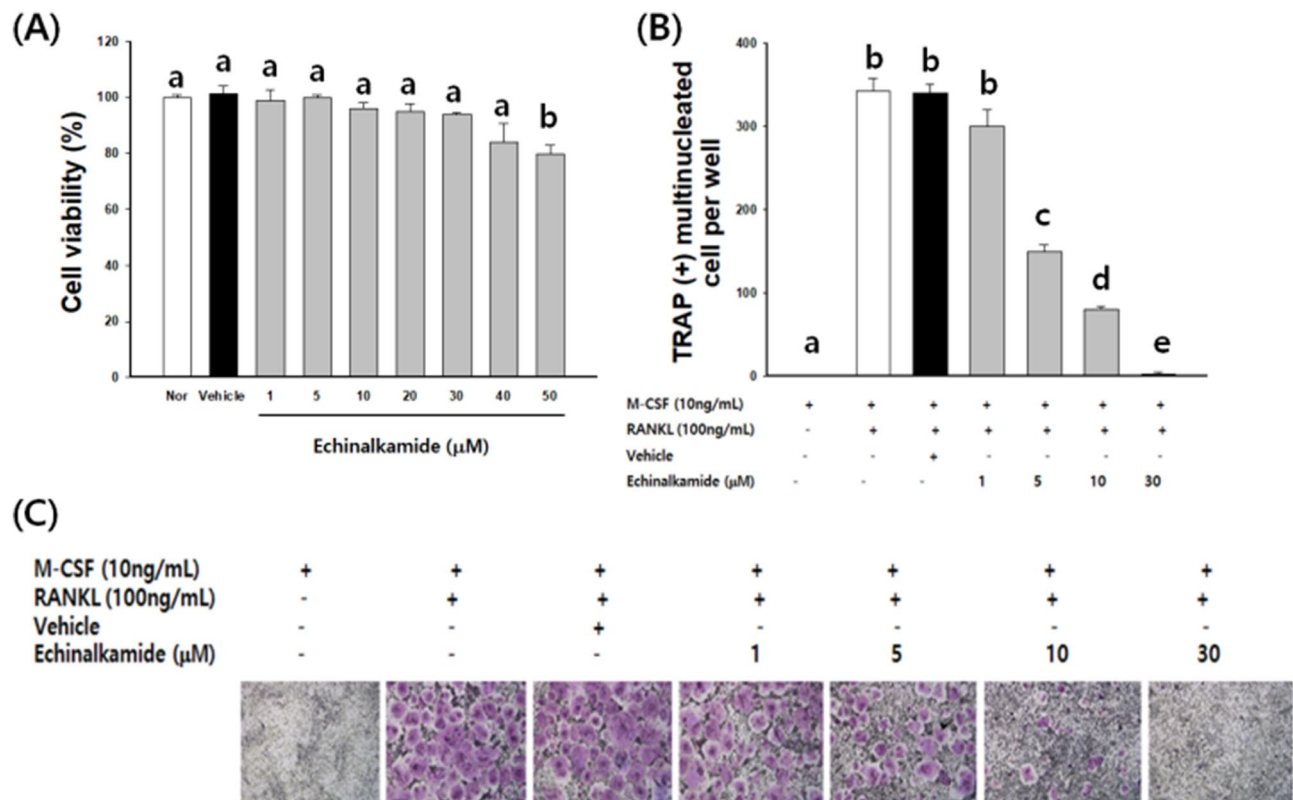 (A)
120
100
80
60
40
20
0
Cell viability (%)
a a a a a a a a b
Nor Vehicle 1 5 10 20 30 40 50
Echinalkamide (μM)
(B)
400
300
200
100
0
TRAP (+) multinucleated
cell per well
a b b b c d e
M-CSF (10ng/mL) + + + + + + +
RANKL (100ng/mL) - + + + + + +
Vehicle - - + - - - -
Echinalkamide (μM) - - - 1 5 10 30
(C)
M-CSF (10ng/mL) + + + + + + +
RANKL (100ng/mL) - + + + + + +
Vehicle - - + - - - -
Echinalkamide (μM) - - - 1 5 10 30